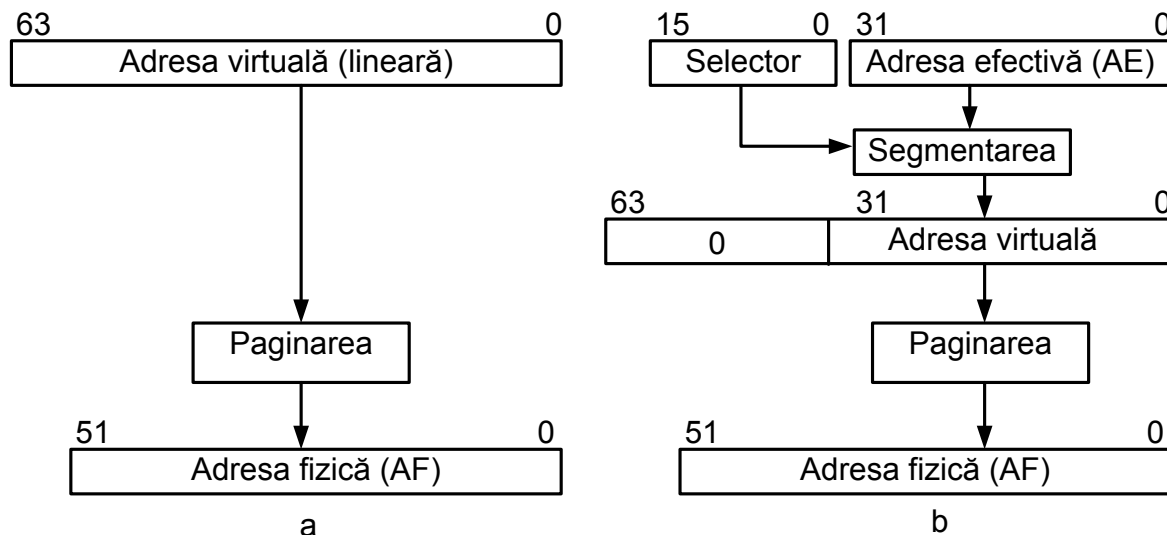 63 0
Adresa virtuală (lineară)
Paginarea
51 0
Adresa fizică (AF)
a
15 0 31 0
Selector Adresa efectivă (AE)
Segmentarea
63 31 0
0 Adresa virtuală
Paginarea
51 0
Adresa fizică (AF)
b